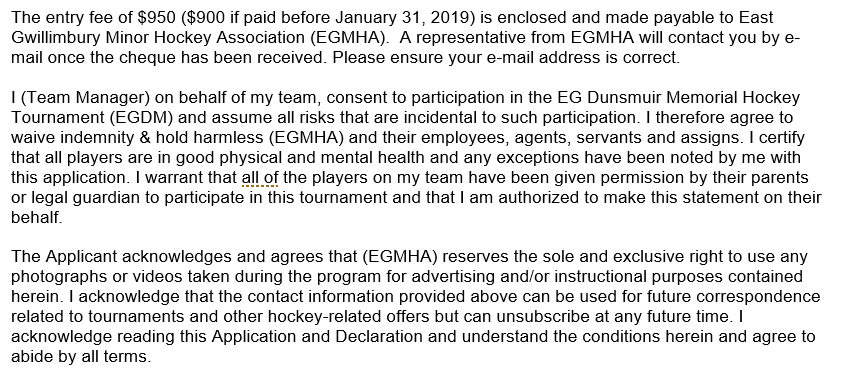 The entry fee of $950 ($900 if paid before January 31, 2019) is enclosed and made payable to East
Gwillimbury Minor Hockey Association (EGMHA).  A representative from EGMHA will contact you by e-
mail once the cheque has been received. Please ensure your e-mail address is correct.

I (Team Manager) on behalf of my team, consent to participation in the EG Dunsmuir Memorial Hockey
Tournament (EGDM) and assume all risks that are incidental to such participation. I therefore agree to
waive indemnity & hold harmless (EGMHA) and their employees, agents, servants and assigns. I certify
that all players are in good physical and mental health and any exceptions have been noted by me with
this application. I warrant that all of the players on my team have been given permission by their parents
or legal guardian to participate in this tournament and that I am authorized to make this statement on their
behalf.

The Applicant acknowledges and agrees that (EGMHA) reserves the sole and exclusive right to use any
photographs or videos taken during the program for advertising and/or instructional purposes contained
herein. I acknowledge that the contact information provided above can be used for future correspondence
related to tournaments and other hockey-related offers but can unsubscribe at any future time. I
acknowledge reading this Application and Declaration and understand the conditions herein and agree to
abide by all terms.